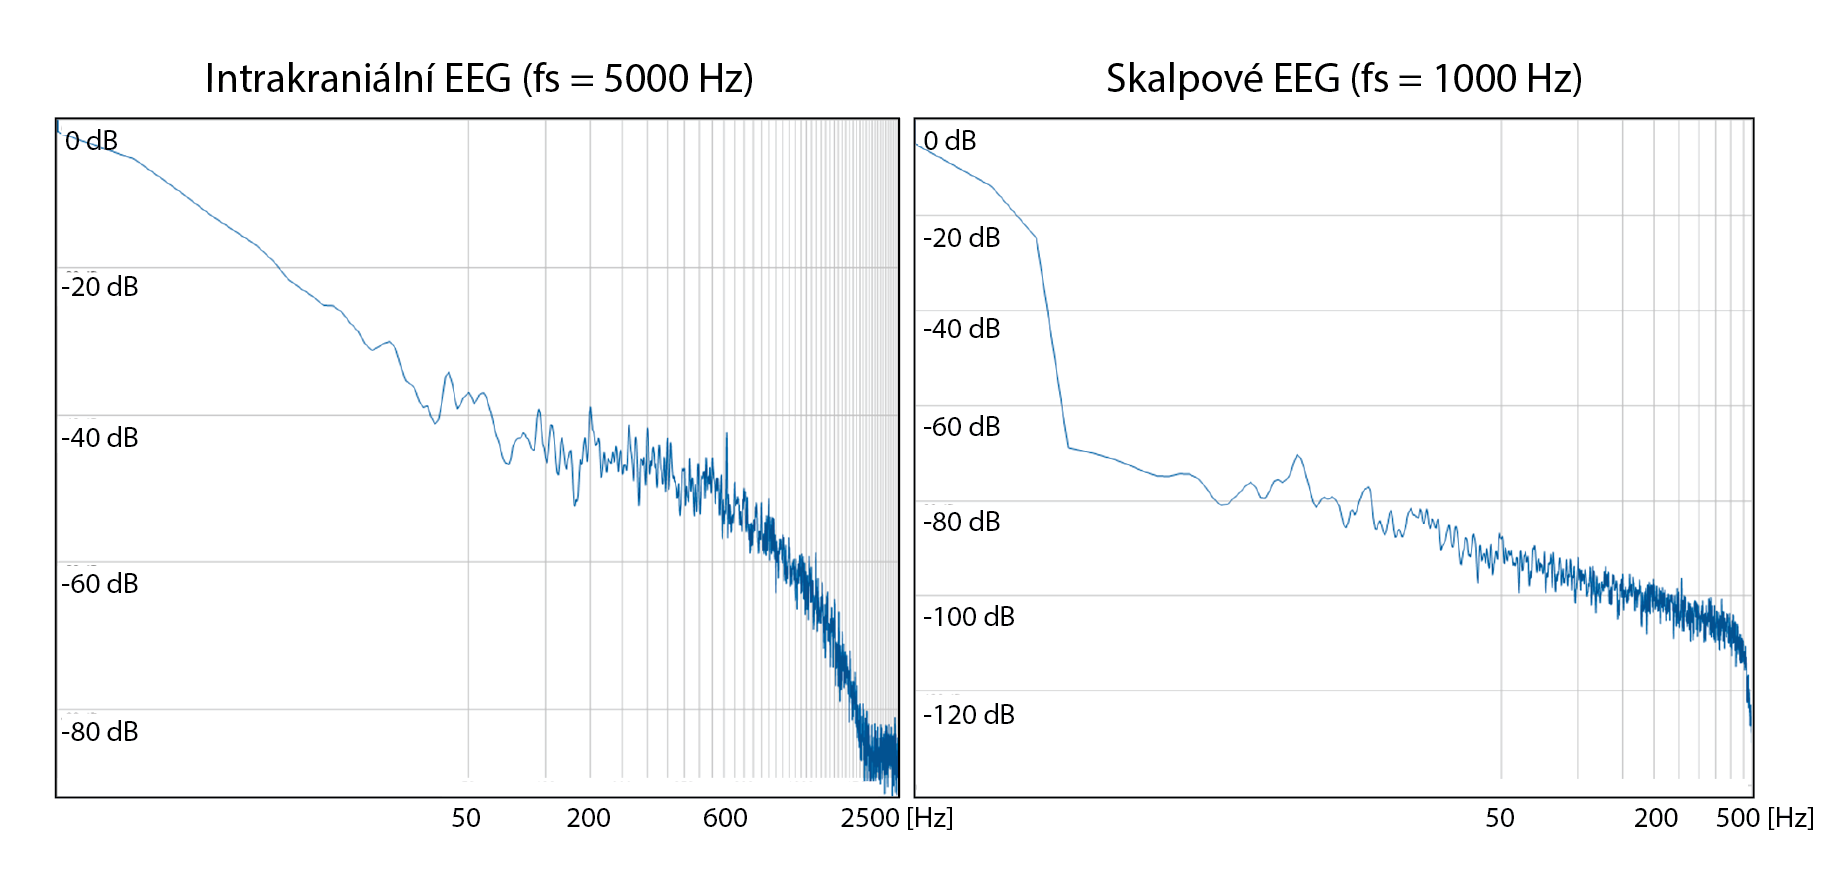 Intrakraniální EEG (fs = 5000 Hz)
0 dB
-20 dB
-40 dB
-60 dB
-80 dB
50 200 600 2500 [Hz]
Skalpové EEG (fs = 1000 Hz)
0 dB
-20 dB
-40 dB
-60 dB
-80 dB
-100 dB
-120 dB
50 200 500 [Hz]